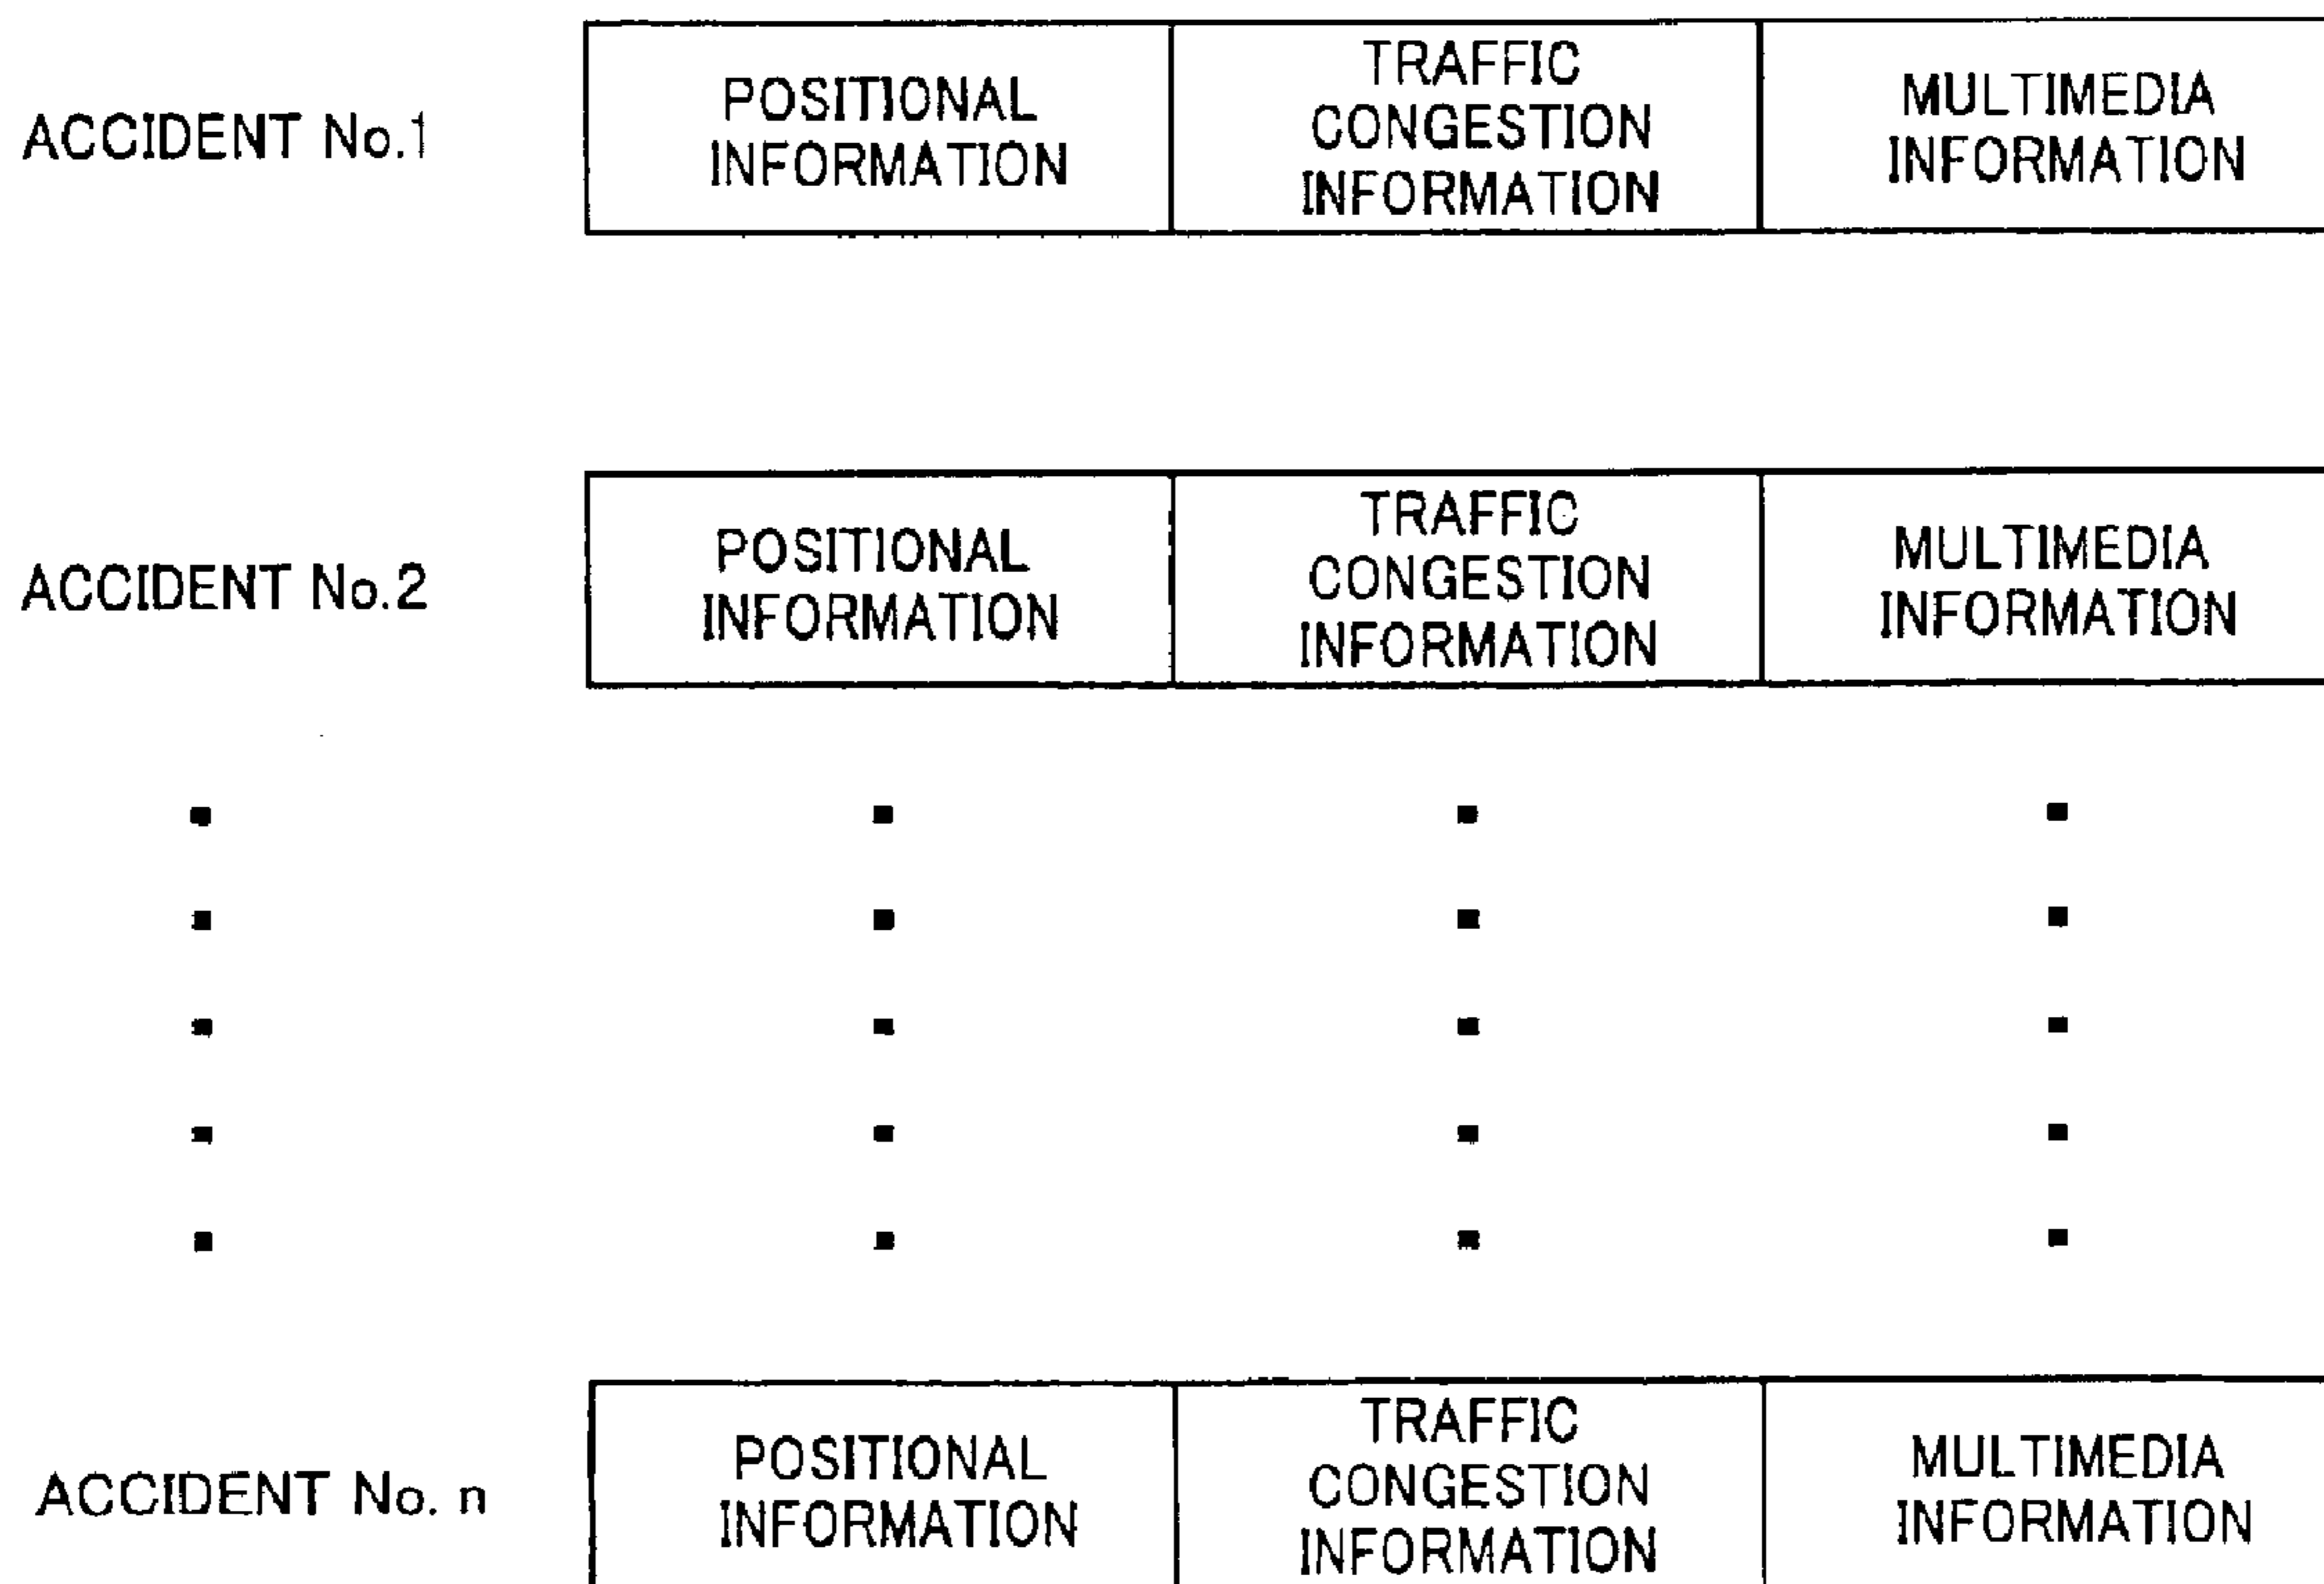 ACCIDENT No.1
POSITIONAL
INFORMATION
TRAFFIC
CONGESTION
INFORMATION
MULTIMEDIA
INFORMATION
ACCIDENT No.2
POSITIONAL
INFORMATION
TRAFFIC
CONGESTION
INFORMATION
MULTIMEDIA
INFORMATION
ACCIDENT No. n
POSITIONAL
INFORMATION
TRAFFIC
CONGESTION
INFORMATION
MULTIMEDIA
INFORMATION